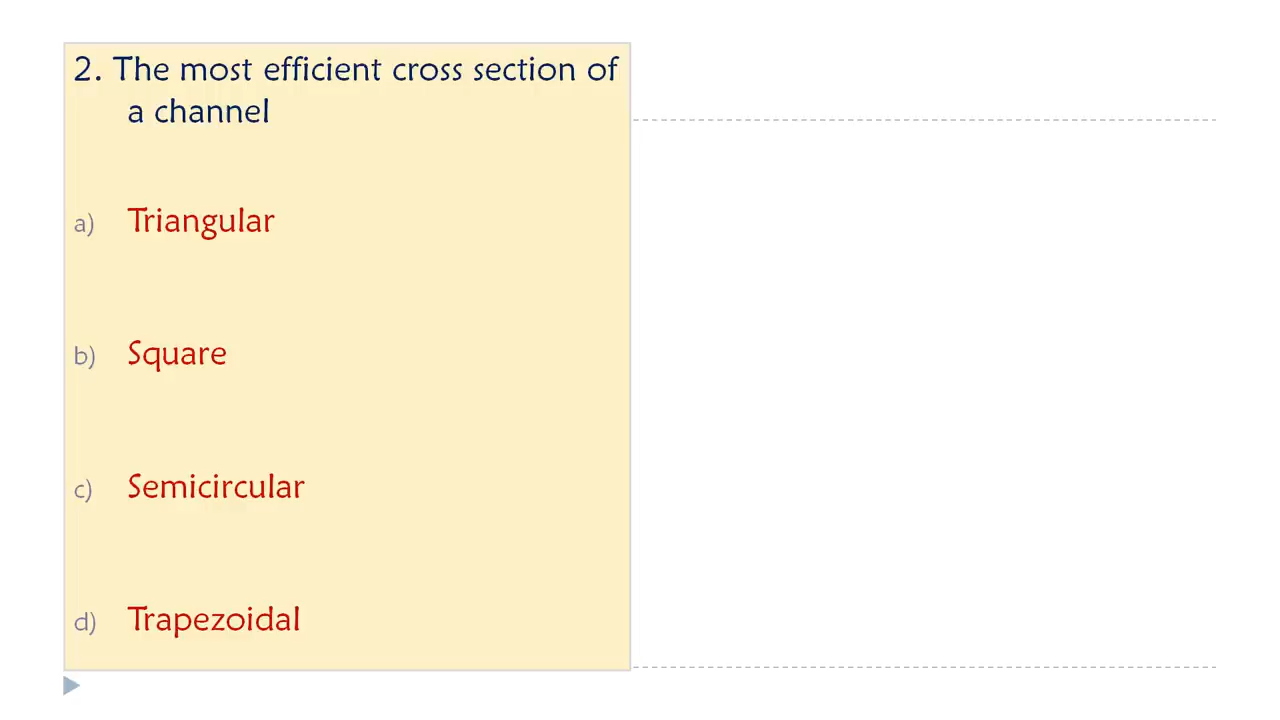 2. The most efficient cross section of
a channel
a) Triangular
b) Square
c) Semicircular
d) Trapezoidal